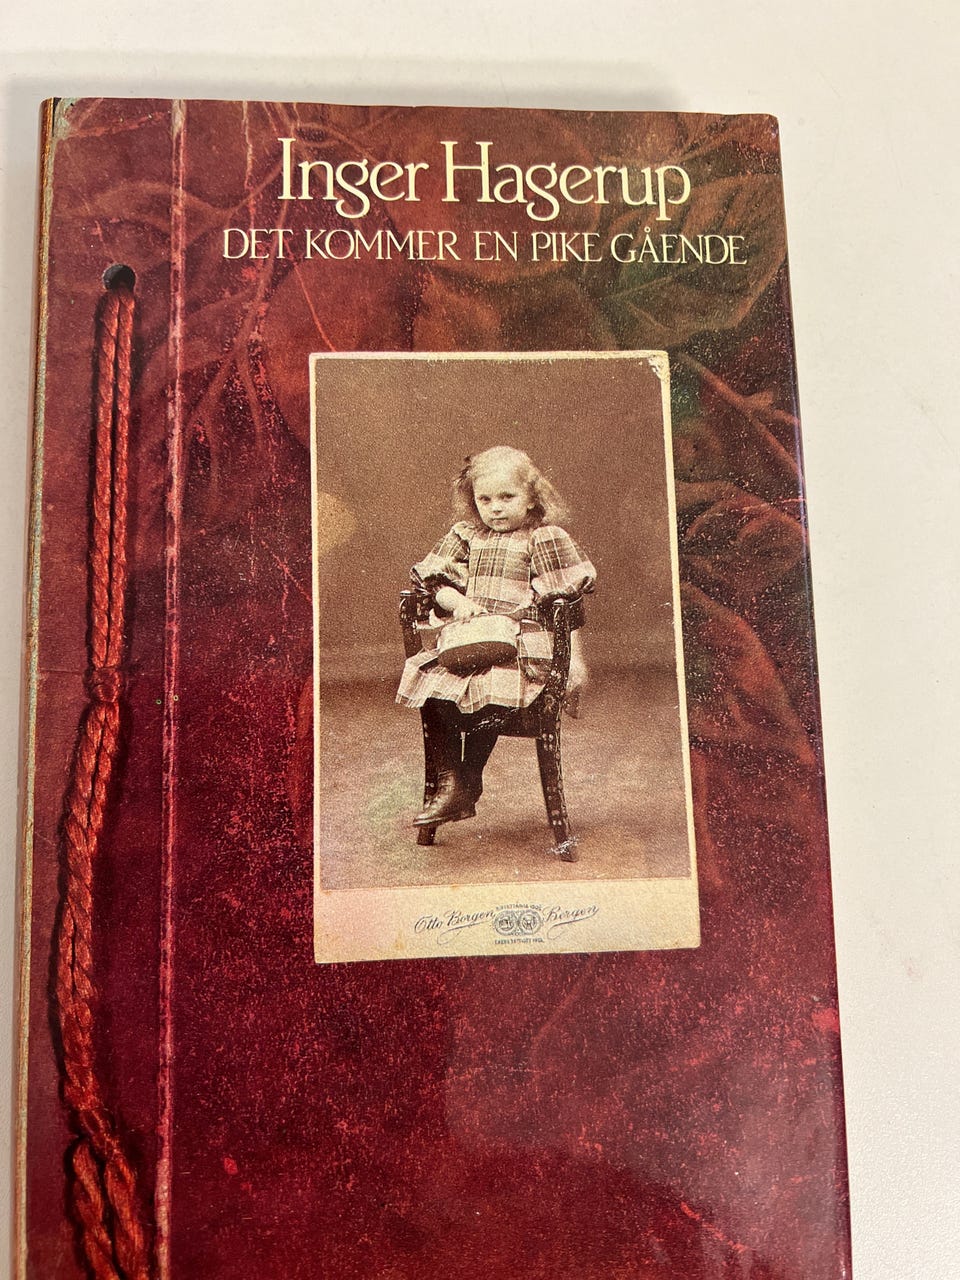 Inger Hagerup
DET KOMMER EN PIKE GÅENDE
Otto Borgen Bergen